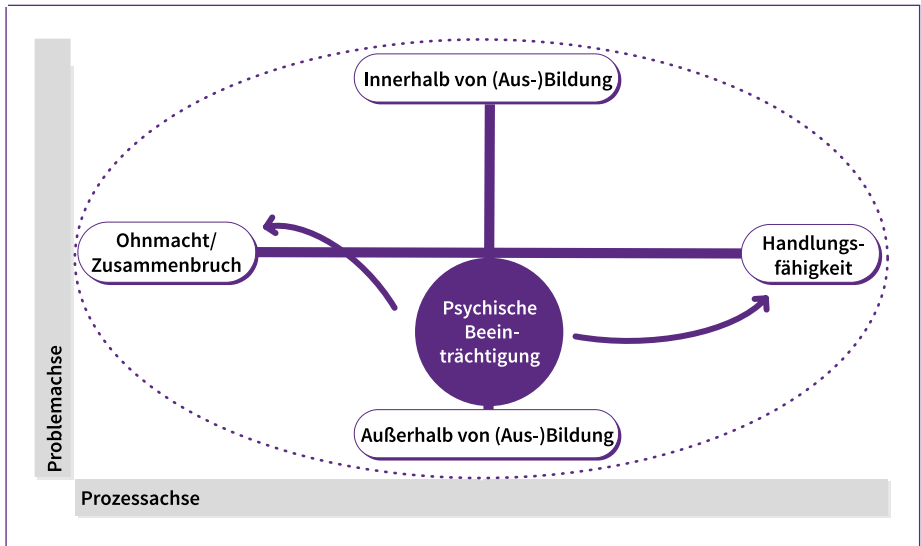 Innerhalb von (Aus-)Bildung
Ohnmacht/
Zusammenbruch
Handlungs-
fähigkeit
Psychische
Beein-
trächtigung
Außerhalb von (Aus-)Bildung
Problemachse
Prozessachse